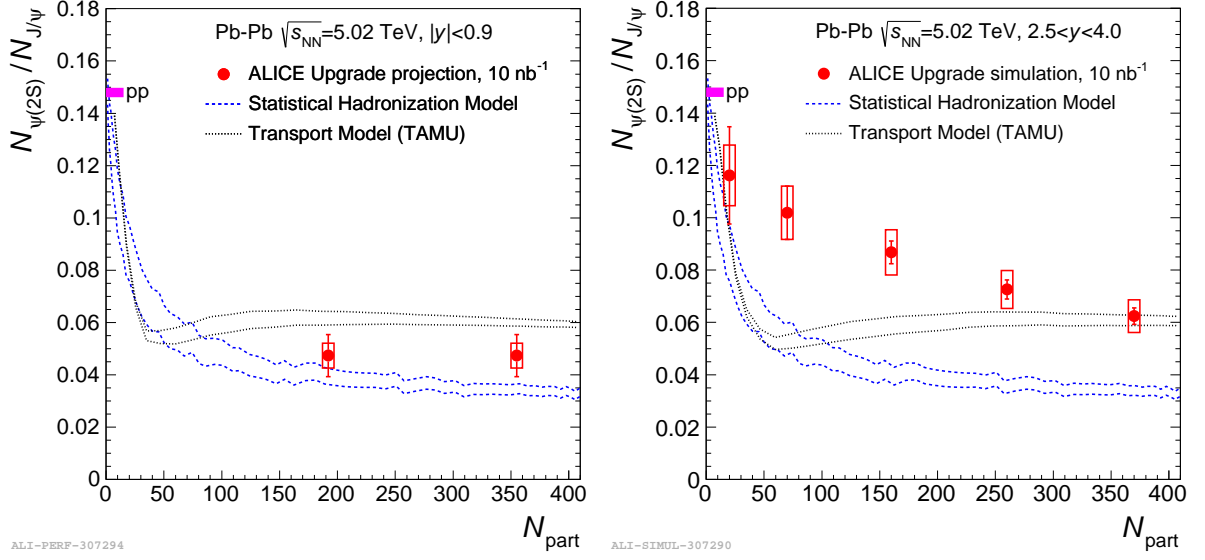 0.18
0.16
0.14
0.12
0.1
0.08
0.06
0.04
0.02
0
N_ψ(2S) / N_J/ψ
Pb-Pb √s_NN=5.02 TeV, |y|<0.9
ALICE Upgrade projection, 10 nb⁻¹
Statistical Hadronization Model
Transport Model (TAMU)
pp
0 50 100 150 200 250 300 350 400
N_part
ALI-PERF-307294
0.18
0.16
0.14
0.12
0.1
0.08
0.06
0.04
0.02
0
N_ψ(2S) / N_J/ψ
Pb-Pb √s_NN=5.02 TeV, 2.5<y<4.0
ALICE Upgrade simulation, 10 nb⁻¹
Statistical Hadronization Model
Transport Model (TAMU)
pp
0 50 100 150 200 250 300 350 400
N_part
ALI-SIMUL-307290